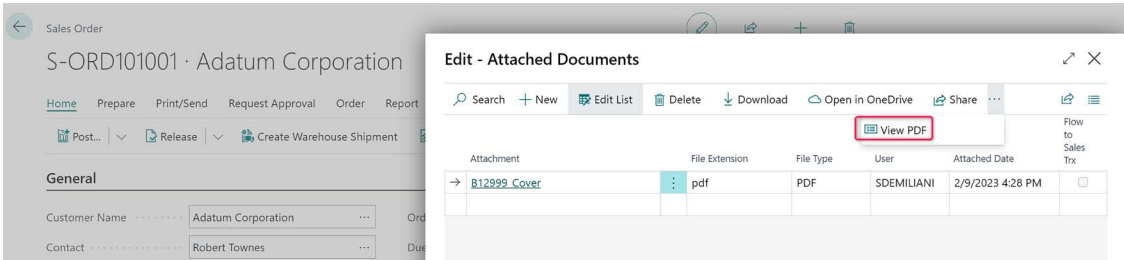 Sales Order
S-ORD101001 · Adatum Corporation
Home Prepare Print/Send Request Approval Order Report
Post... Release Create Warehouse Shipment
General
Customer Name Adatum Corporation ... Ord
Contact Robert Townes ... Due
Edit - Attached Documents
Search New Edit List Delete Download Open in OneDrive Share ...
View PDF
Attachment File Extension File Type User Attached Date Flow to Sales Trx
B12999_Cover pdf PDF SDEMILIANI 2/9/2023 4:28 PM